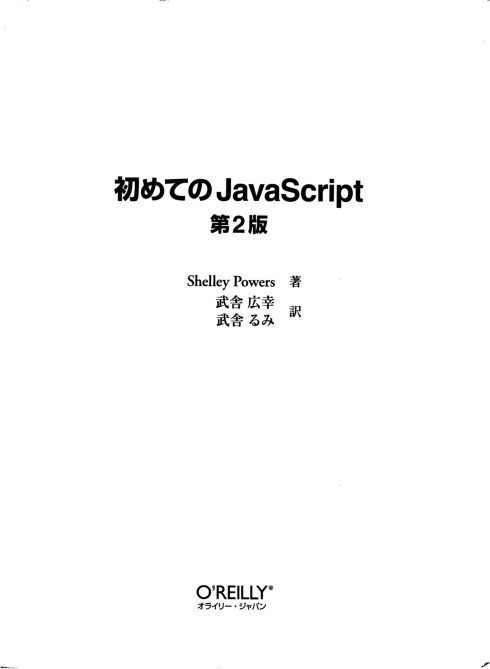 初めてのJavaScript
第2版
Shelley Powers 著
武舎 広幸
武舎 るみ 訳
O'REILLY®
オライリー・ジャパン